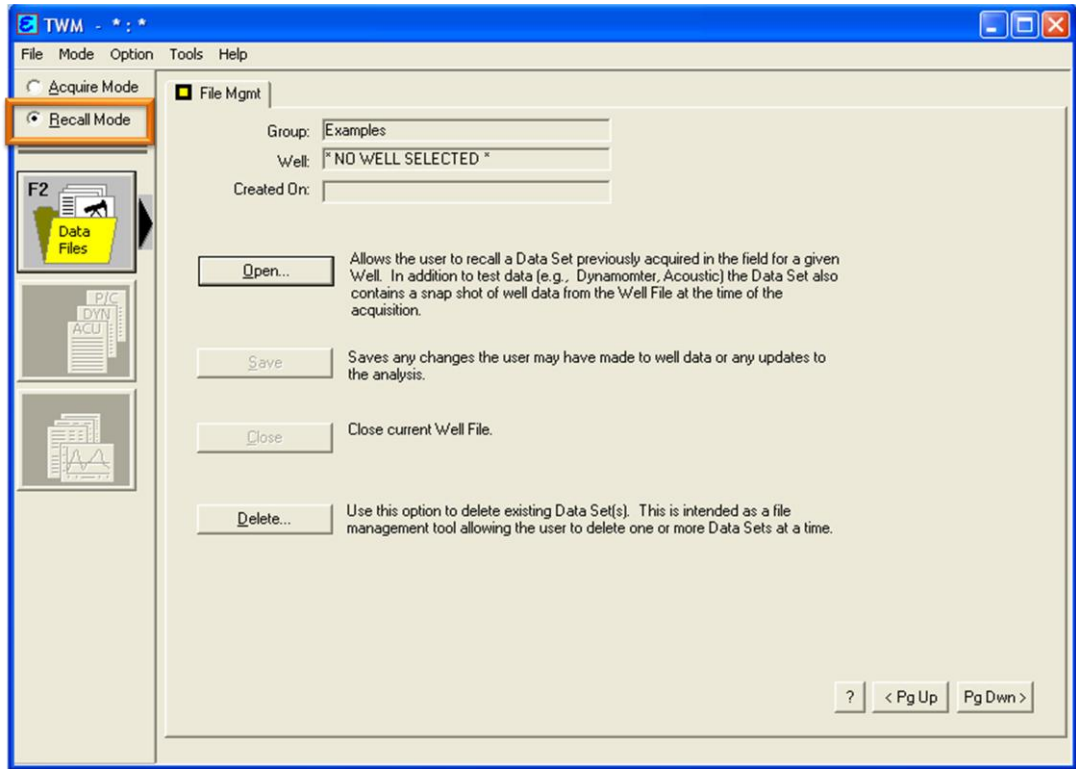 TWM - *:*
File Mode Option Tools Help
Acquire Mode
Recall Mode
F2
Data
Files
P/C
DYN
ACU
File Mgmt
Group: Examples
Well: * NO WELL SELECTED *
Created On:
Open...
Allows the user to recall a Data Set previously acquired in the field for a given
Well. In addition to test data (e.g., Dynamomter, Acoustic) the Data Set also
contains a snap shot of well data from the Well File at the time of the
acquisition.
Save
Saves any changes the user may have made to well data or any updates to
the analysis.
Close
Close current Well File.
Delete...
Use this option to delete existing Data Set(s). This is intended as a file
management tool allowing the user to delete one or more Data Sets at a time.
? < Pg Up Pg Dwn >